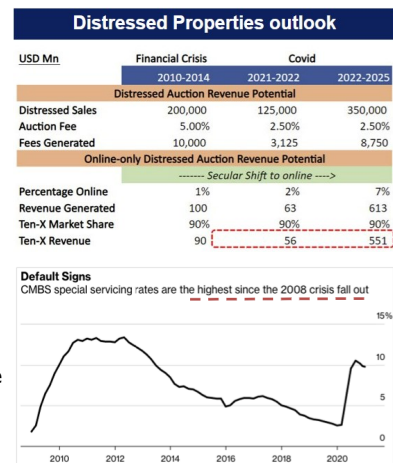 Distressed Properties outlook
USD Mn Financial Crisis Covid
2010-2014 2021-2022 2022-2025
Distressed Auction Revenue Potential
Distressed Sales 200,000 125,000 350,000
Auction Fee 5.00% 2.50% 2.50%
Fees Generated 10,000 3,125 8,750
Online-only Distressed Auction Revenue Potential
------- Secular Shift to online ---->
Percentage Online 1% 2% 7%
Revenue Generated 100 63 613
Ten-X Market Share 90% 90% 90%
Ten-X Revenue 90 56 551
Default Signs
CMBS special servicing rates are the highest since the 2008 crisis fall out
15%
10
e
5
0
2010 2012 2014 2016 2018 2020